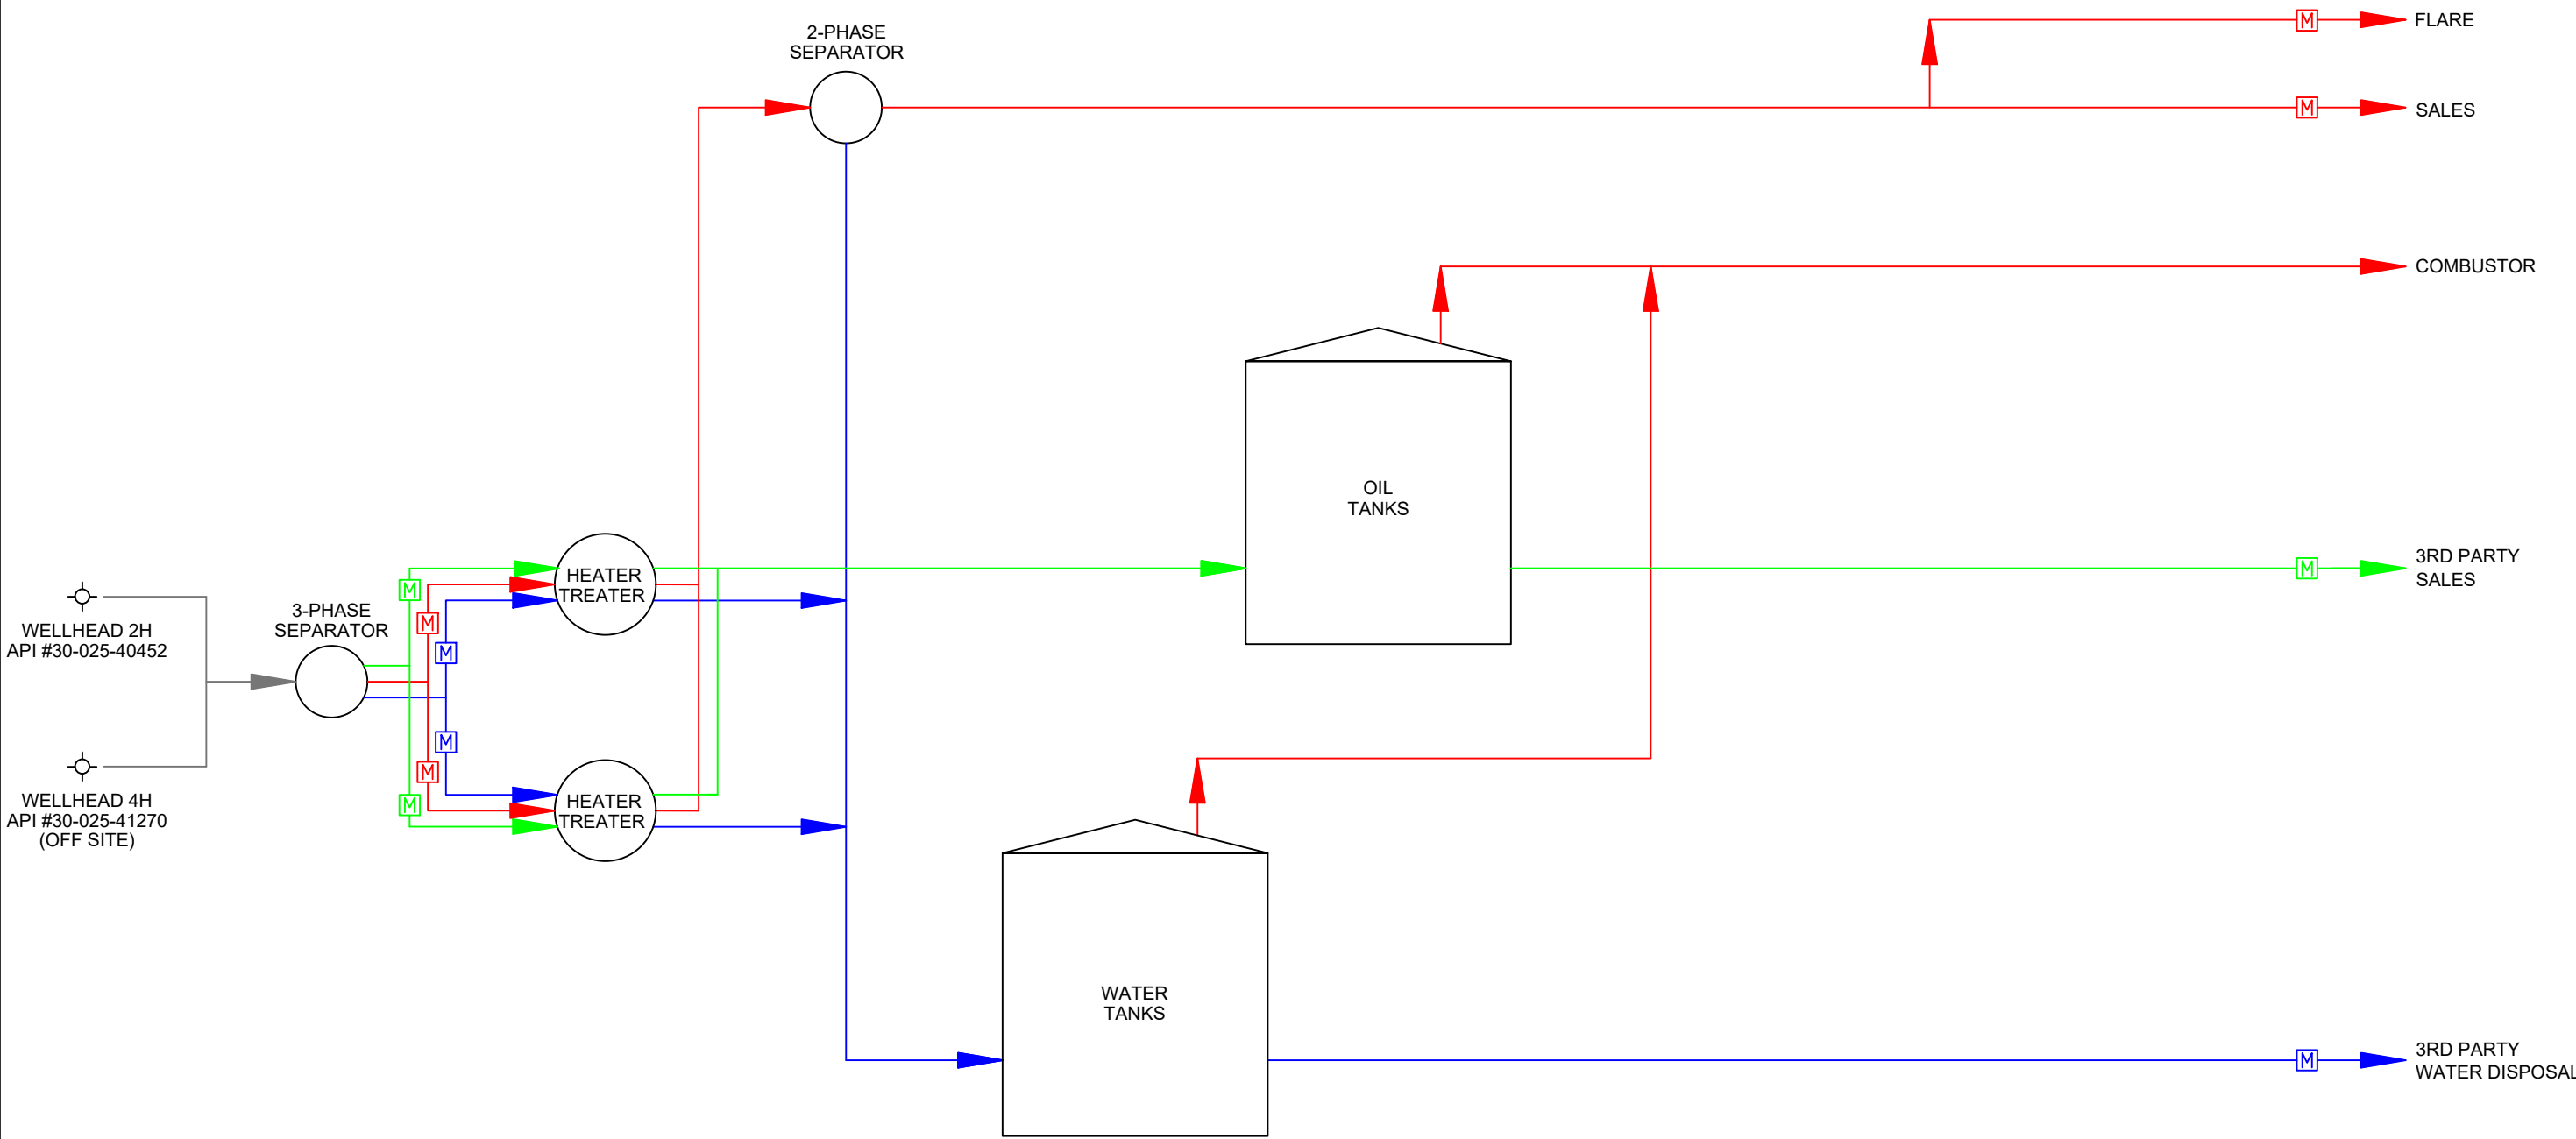 2-PHASE
SEPARATOR
M
FLARE
M
SALES
COMBUSTOR
OIL
TANKS
M
3RD PARTY
SALES
WELLHEAD 2H
API #30-025-40452
3-PHASE
SEPARATOR
M
M
M
HEATER
TREATER
M
M
M
HEATER
TREATER
WELLHEAD 4H
API #30-025-41270
(OFF SITE)
WATER
TANKS
M
3RD PARTY
WATER DISPOSAL